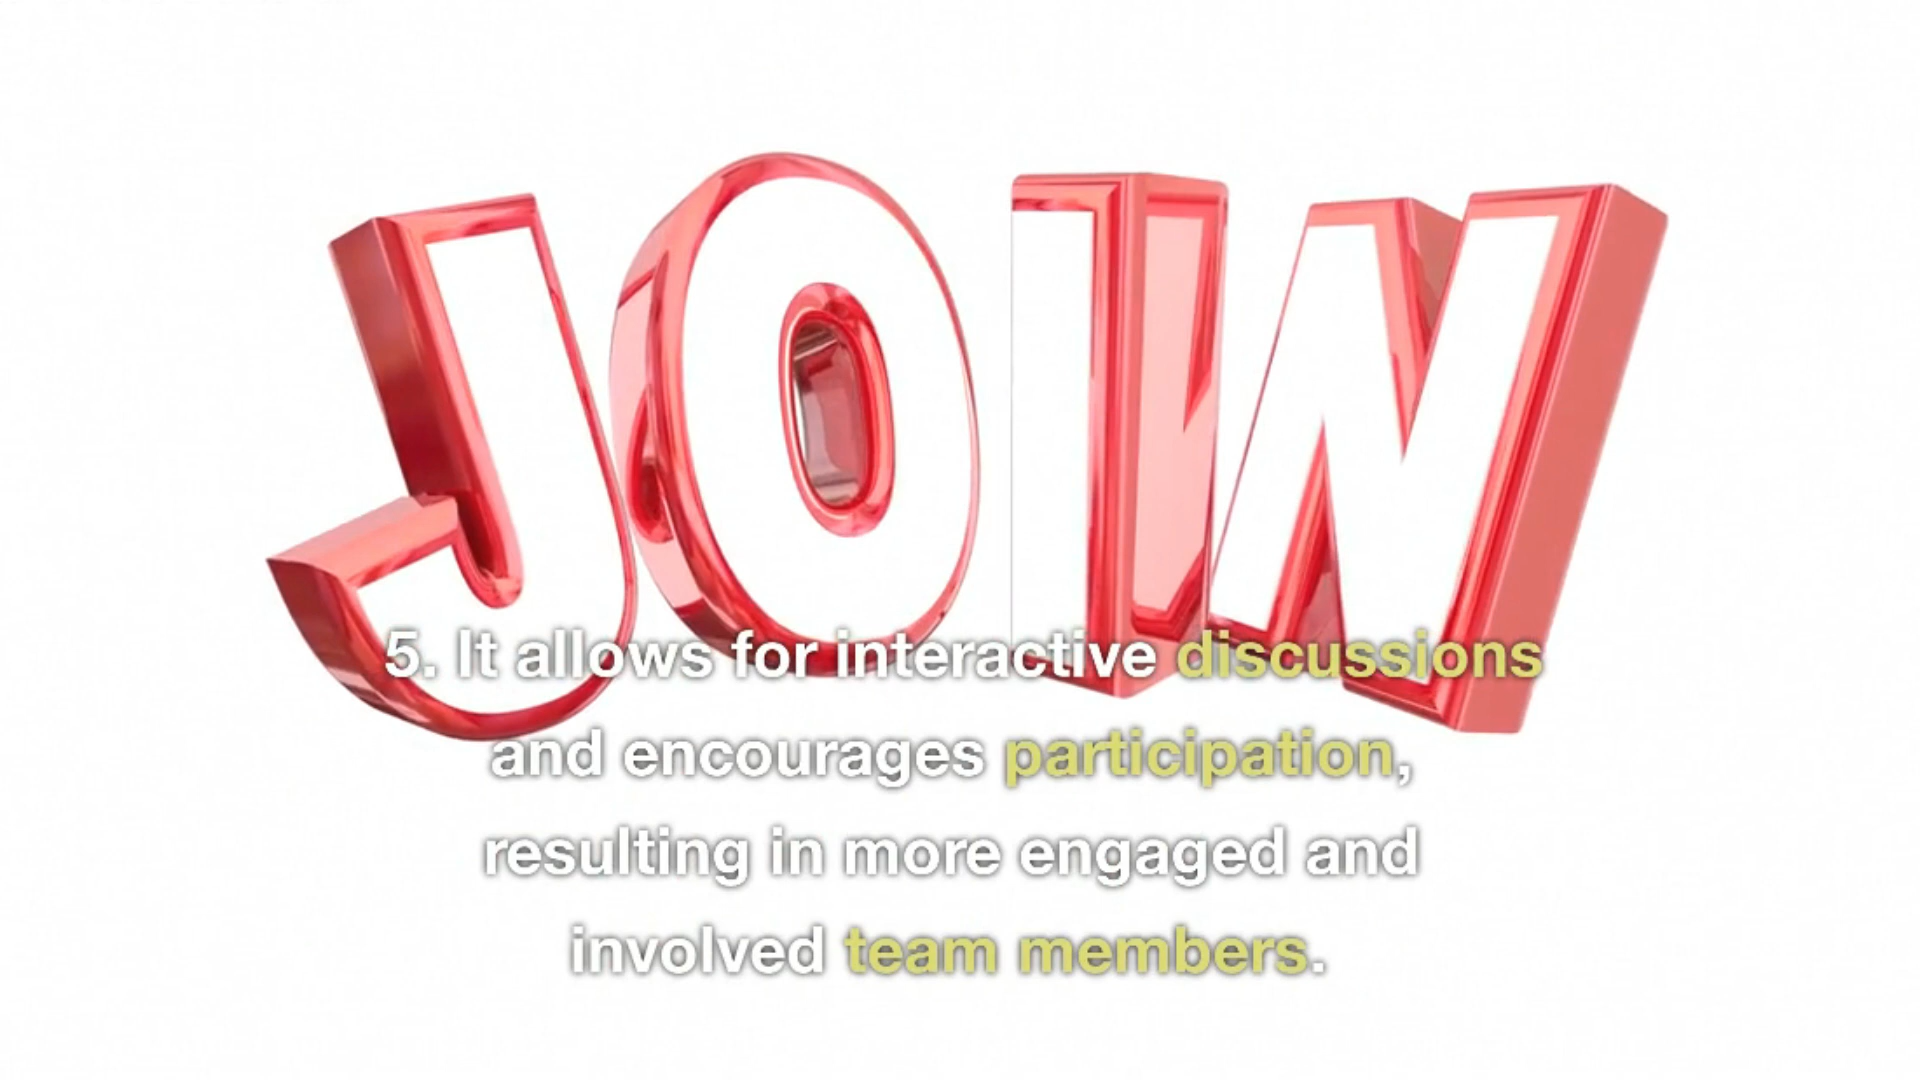 JOIN
5. It allows for interactive discussions
and encourages participation,
resulting in more engaged and
involved team members.